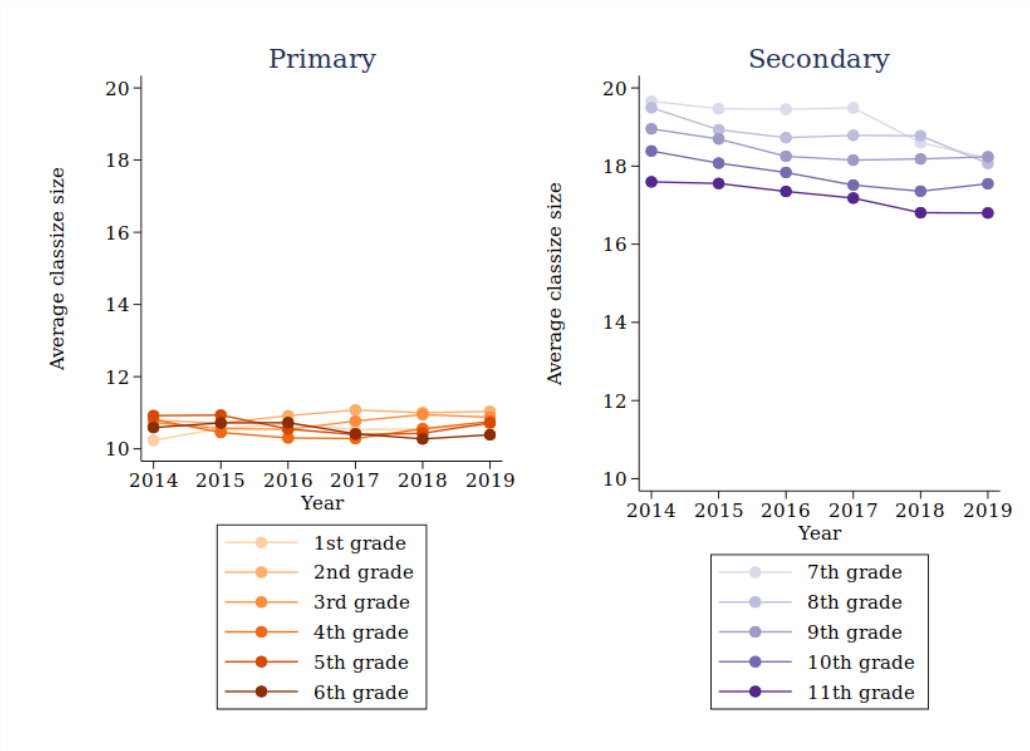 Primary
Average classize size
20
18
16
14
12
10
2014 2015 2016 2017 2018 2019
Year
1st grade
2nd grade
3rd grade
4th grade
5th grade
6th grade
Secondary
Average classize size
20
18
16
14
12
10
2014 2015 2016 2017 2018 2019
Year
7th grade
8th grade
9th grade
10th grade
11th grade